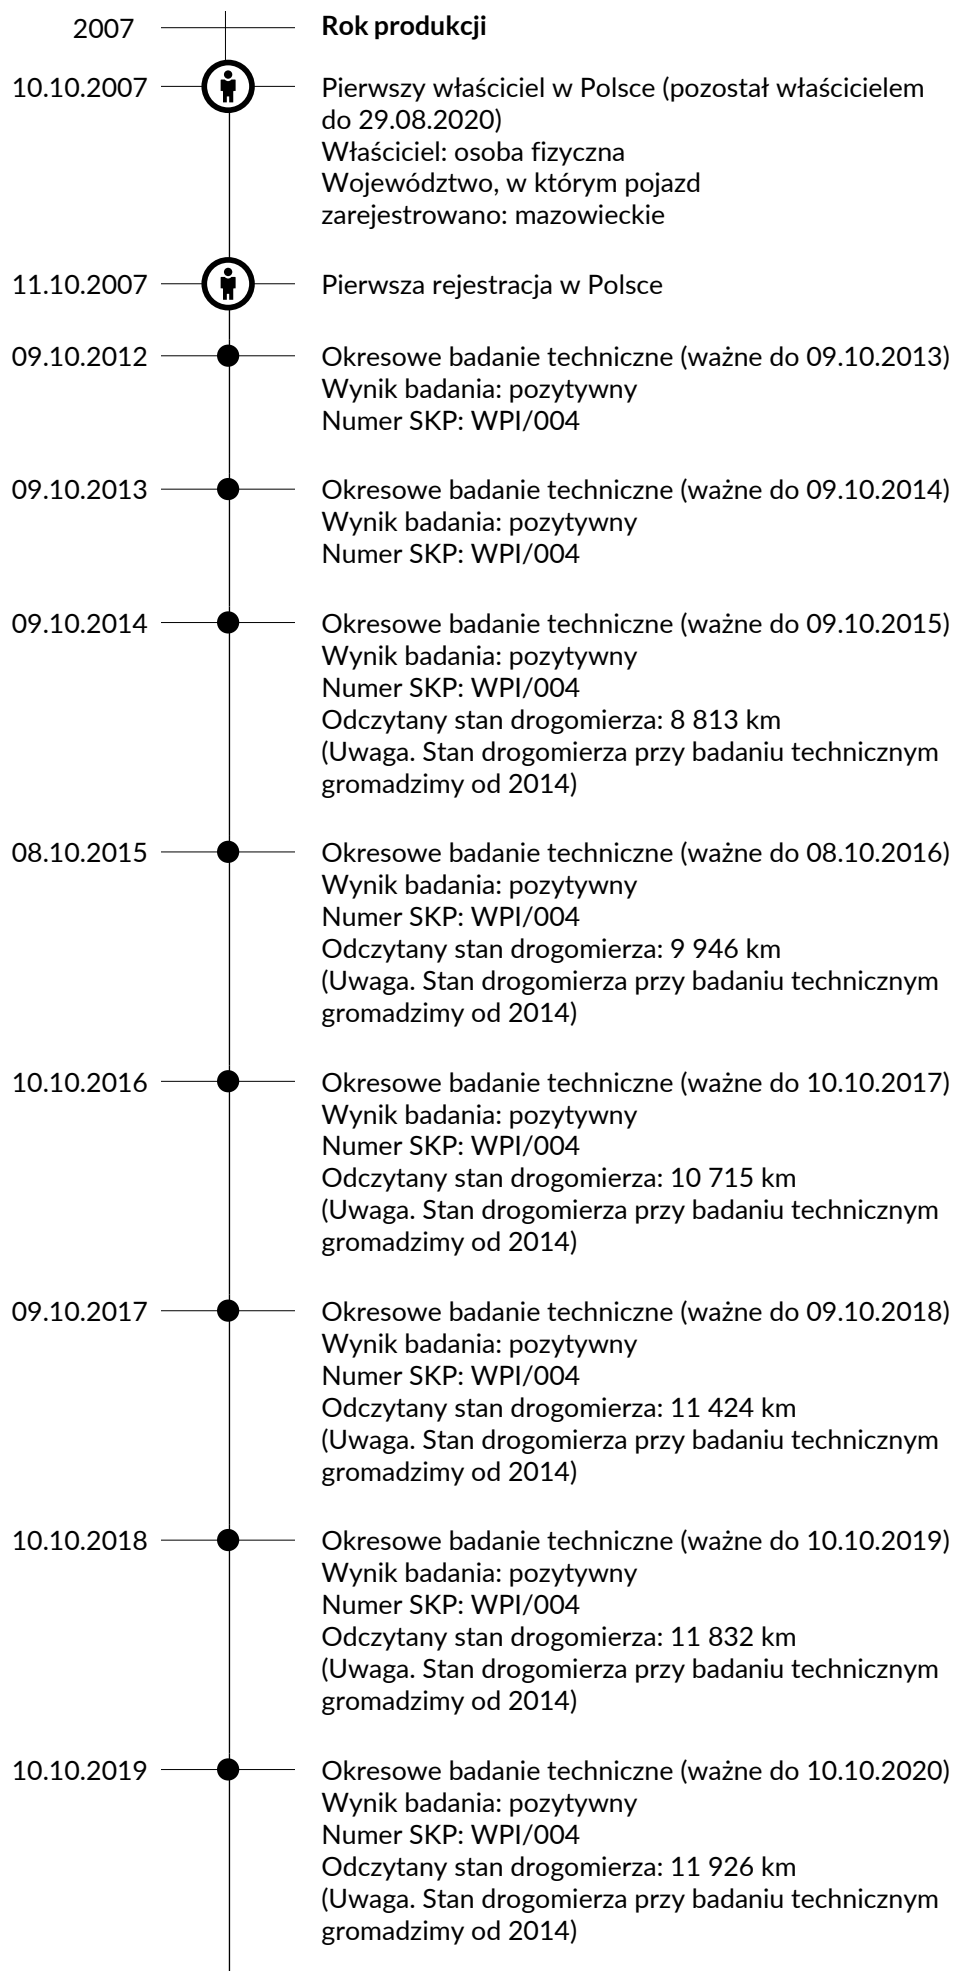 2007 Rok produkcji
10.10.2007 Pierwszy właściciel w Polsce (pozostał właścicielem
do 29.08.2020)
Właściciel: osoba fizyczna
Województwo, w którym pojazd
zarejestrowano: mazowieckie
11.10.2007 Pierwsza rejestracja w Polsce
09.10.2012 Okresowe badanie techniczne (ważne do 09.10.2013)
Wynik badania: pozytywny
Numer SKP: WPI/004
09.10.2013 Okresowe badanie techniczne (ważne do 09.10.2014)
Wynik badania: pozytywny
Numer SKP: WPI/004
09.10.2014 Okresowe badanie techniczne (ważne do 09.10.2015)
Wynik badania: pozytywny
Numer SKP: WPI/004
Odczytany stan drogomierza: 8 813 km
(Uwaga. Stan drogomierza przy badaniu technicznym
gromadzimy od 2014)
08.10.2015 Okresowe badanie techniczne (ważne do 08.10.2016)
Wynik badania: pozytywny
Numer SKP: WPI/004
Odczytany stan drogomierza: 9 946 km
(Uwaga. Stan drogomierza przy badaniu technicznym
gromadzimy od 2014)
10.10.2016 Okresowe badanie techniczne (ważne do 10.10.2017)
Wynik badania: pozytywny
Numer SKP: WPI/004
Odczytany stan drogomierza: 10 715 km
(Uwaga. Stan drogomierza przy badaniu technicznym
gromadzimy od 2014)
09.10.2017 Okresowe badanie techniczne (ważne do 09.10.2018)
Wynik badania: pozytywny
Numer SKP: WPI/004
Odczytany stan drogomierza: 11 424 km
(Uwaga. Stan drogomierza przy badaniu technicznym
gromadzimy od 2014)
10.10.2018 Okresowe badanie techniczne (ważne do 10.10.2019)
Wynik badania: pozytywny
Numer SKP: WPI/004
Odczytany stan drogomierza: 11 832 km
(Uwaga. Stan drogomierza przy badaniu technicznym
gromadzimy od 2014)
10.10.2019 Okresowe badanie techniczne (ważne do 10.10.2020)
Wynik badania: pozytywny
Numer SKP: WPI/004
Odczytany stan drogomierza: 11 926 km
(Uwaga. Stan drogomierza przy badaniu technicznym
gromadzimy od 2014)